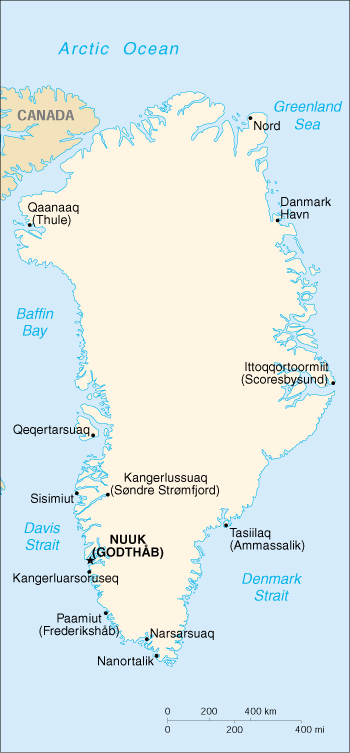 Arctic Ocean
CANADA
Greenland
Sea
Nord
Qaanaaq
(Thule)
Danmark
Havn
Baffin
Bay
Ittoqqortoormiit
(Scoresbysund)
Qeqertarsuaq
Kangerlussuaq
(Søndre Strømfjord)
Sisimiut
Davis
Strait
NUUK
(GODTHÅB)
Tasiilaq
(Ammassalik)
Kangerluarsoruseq
Denmark
Strait
Paamiut
(Frederikshåb)
Narsarsuaq
Nanortalik
0 200 400 km
0 200 400 mi